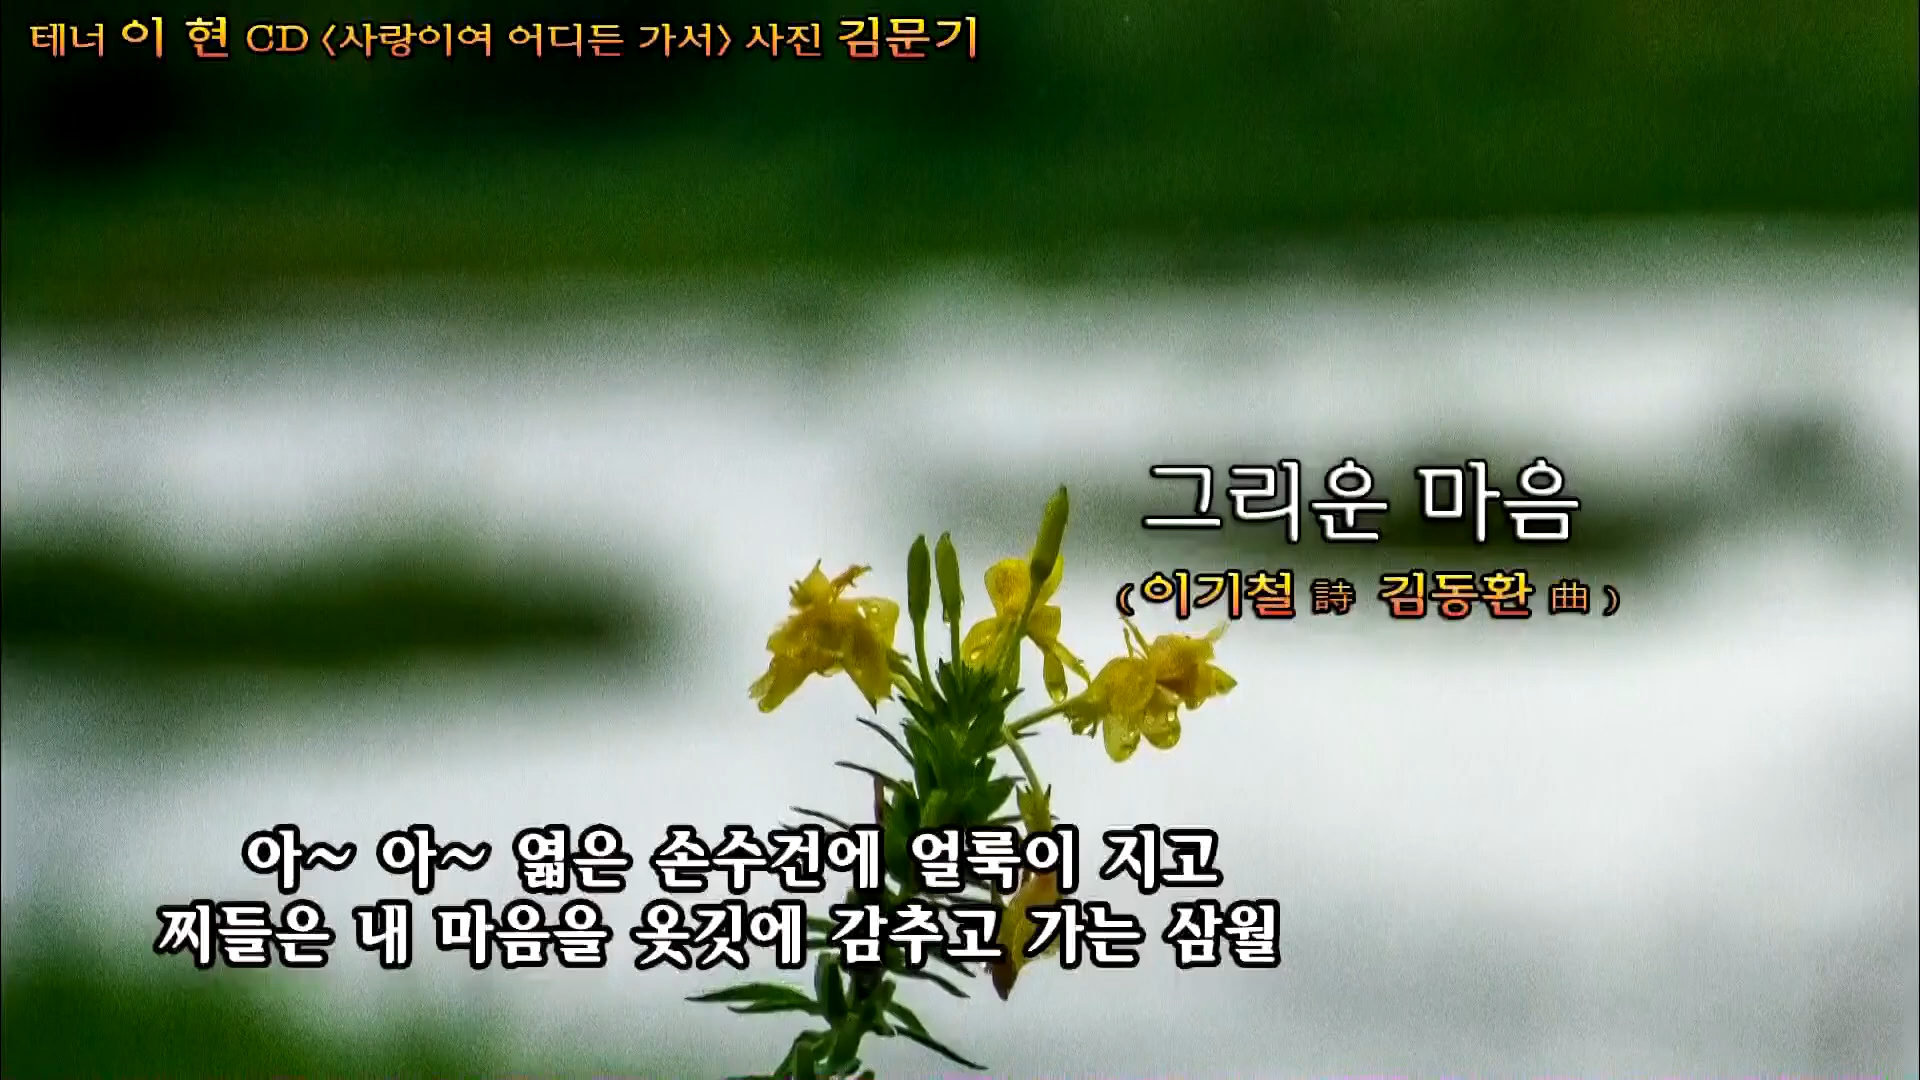 테너 이 현 CD <사랑이여 어디든 가서> 사진 김문기
그리운 마음
(이기철 詩 김동환 曲)
아~ 아~ 엷은 손수건에 얼룩이 지고
찌들은 내 마음을 옷깃에 감추고 가는 삼월